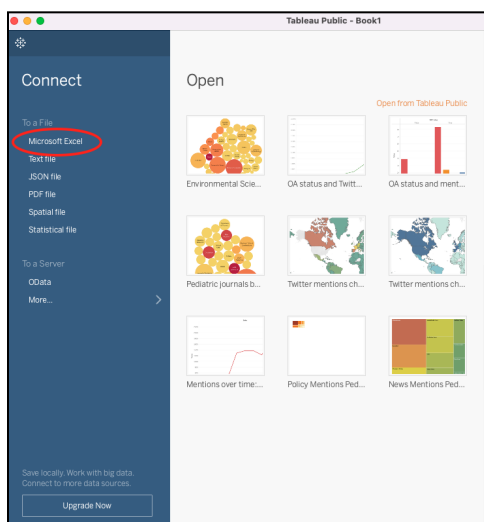 Tableau Public - Book1
Connect
To a File
Microsoft Excel
Text file
JSON file
PDF file
Spatial file
Statistical file
To a Server
OData
More...
Save locally. Work with big data.
Connect to more data sources.
Upgrade Now
Open
Open from Tableau Public
Environmental Scie...
OA status and Twitt...
OA status and ment...
Pediatric journals b...
Twitter mentions ch...
Twitter mentions ch...
Mentions over time:...
Policy Mentions Ped...
News Mentions Ped...